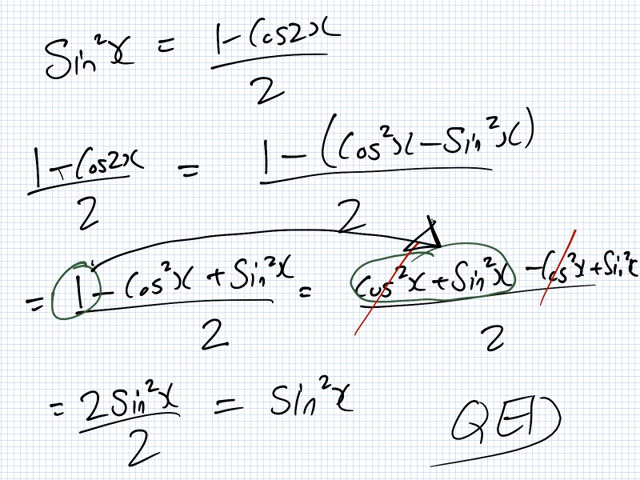 Sin²x = (1 - Cos2x)/2
(1 - Cos2x)/2 = (1 - (Cos²x - Sin²x))/2
= (1 - Cos²x + Sin²x)/2 = (Cos²x + Sin²x - Cos²x + Sin²x)/2
= 2Sin²x/2 = Sin²x QED